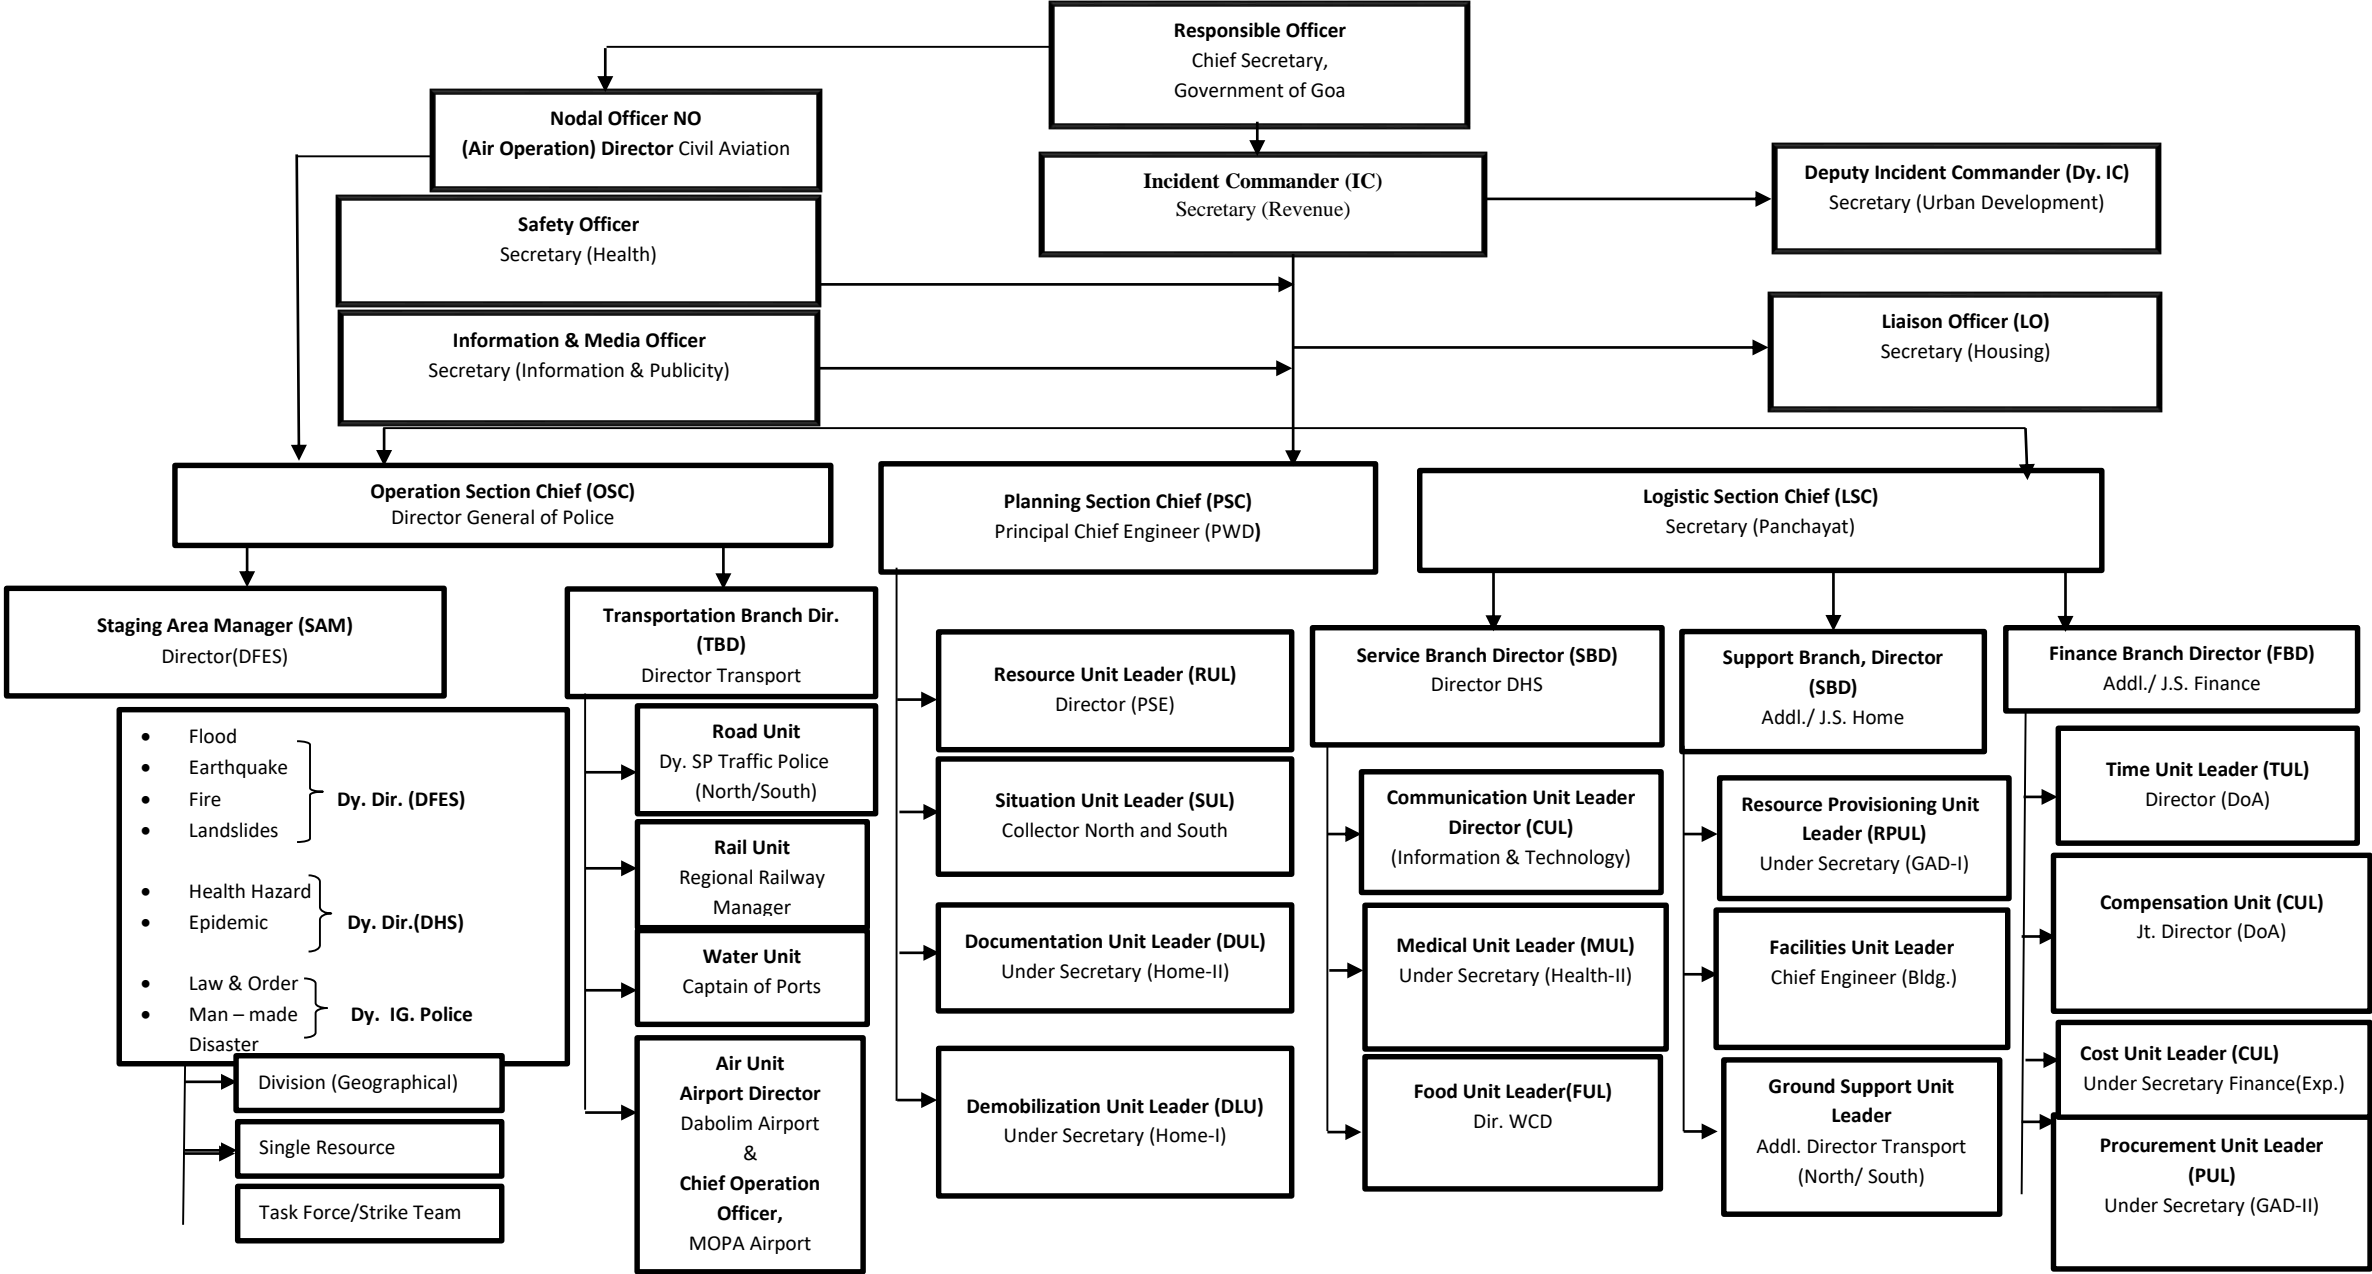 Responsible Officer
Chief Secretary,
Government of Goa
Nodal Officer NO
(Air Operation) Director Civil Aviation
Incident Commander (IC)
Secretary (Revenue)
Deputy Incident Commander (Dy. IC)
Secretary (Urban Development)
Safety Officer
Secretary (Health)
Information & Media Officer
Secretary (Information & Publicity)
Liaison Officer (LO)
Secretary (Housing)
Operation Section Chief (OSC)
Director General of Police
Planning Section Chief (PSC)
Principal Chief Engineer (PWD)
Logistic Section Chief (LSC)
Secretary (Panchayat)
Staging Area Manager (SAM)
Director(DFES)
• Flood
• Earthquake
• Fire
• Landslides
Dy. Dir. (DFES)
• Health Hazard
• Epidemic
Dy. Dir.(DHS)
• Law & Order
• Man – made
Disaster
Dy. IG. Police
Division (Geographical)
Single Resource
Task Force/Strike Team
Transportation Branch Dir.
(TBD)
Director Transport
Road Unit
Dy. SP Traffic Police
(North/South)
Rail Unit
Regional Railway
Manager
Water Unit
Captain of Ports
Air Unit
Airport Director
Dabolim Airport
&
Chief Operation
Officer,
MOPA Airport
Resource Unit Leader (RUL)
Director (PSE)
Situation Unit Leader (SUL)
Collector North and South
Documentation Unit Leader (DUL)
Under Secretary (Home-II)
Demobilization Unit Leader (DLU)
Under Secretary (Home-I)
Service Branch Director (SBD)
Director DHS
Communication Unit Leader
Director (CUL)
(Information & Technology)
Medical Unit Leader (MUL)
Under Secretary (Health-II)
Food Unit Leader(FUL)
Dir. WCD
Support Branch, Director
(SBD)
Addl./ J.S. Home
Resource Provisioning Unit
Leader (RPUL)
Under Secretary (GAD-I)
Facilities Unit Leader
Chief Engineer (Bldg.)
Ground Support Unit
Leader
Addl. Director Transport
(North/ South)
Finance Branch Director (FBD)
Addl./ J.S. Finance
Time Unit Leader (TUL)
Director (DoA)
Compensation Unit (CUL)
Jt. Director (DoA)
Cost Unit Leader (CUL)
Under Secretary Finance(Exp.)
Procurement Unit Leader
(PUL)
Under Secretary (GAD-II)